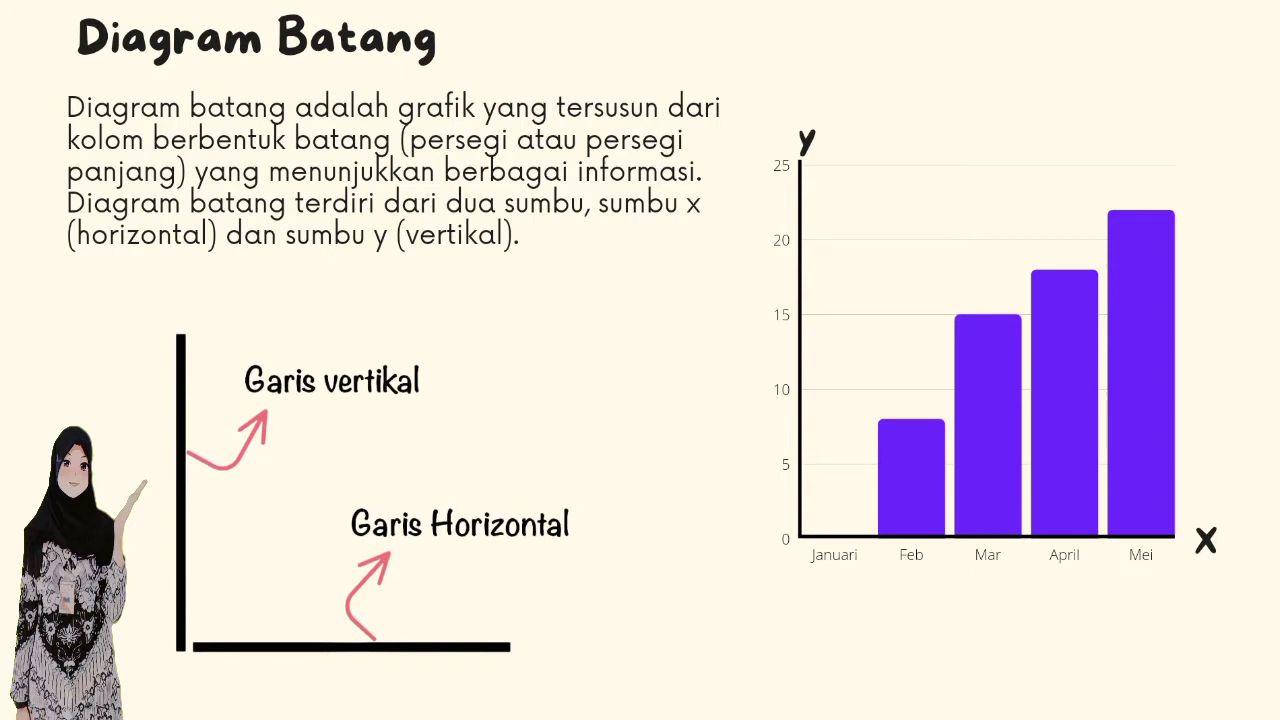 Diagram Batang
Diagram batang adalah grafik yang tersusun dari
kolom berbentuk batang (persegi atau persegi
panjang) yang menunjukkan berbagai informasi.
Diagram batang terdiri dari dua sumbu, sumbu x
(horizontal) dan sumbu y (vertikal).
Garis vertikal
Garis Horizontal
y
25
20
15
10
5
0
Januari Feb Mar April Mei
X